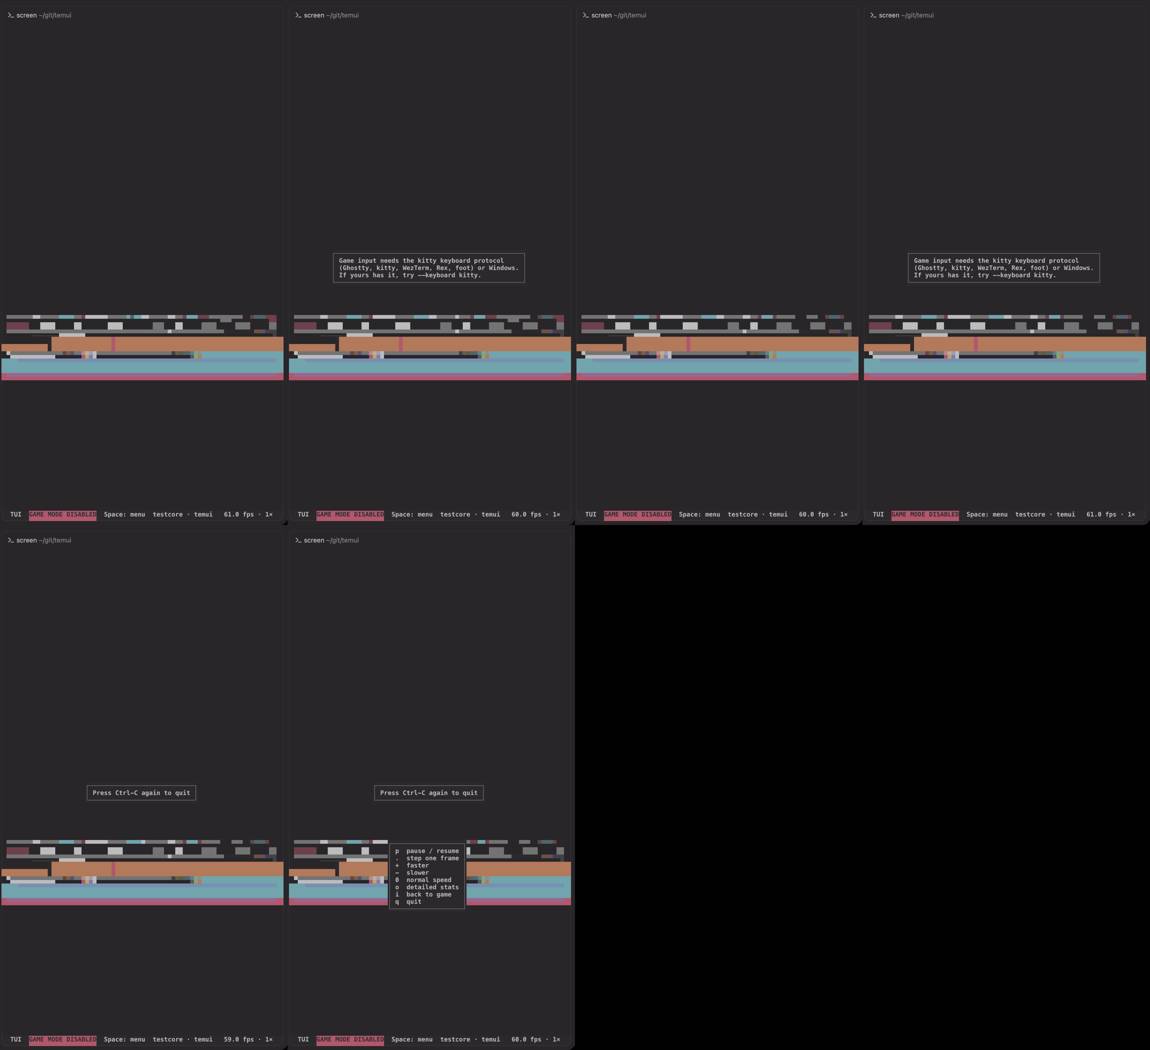 screen ~/git/temui
screen ~/git/temui
screen ~/git/temui
screen ~/git/temui
Game input needs the kitty keyboard protocol
(Ghostty, kitty, WezTerm, Rex, foot) or Windows.
If yours has it, try --keyboard kitty.
Game input needs the kitty keyboard protocol
(Ghostty, kitty, WezTerm, Rex, foot) or Windows.
If yours has it, try --keyboard kitty.
TUI GAME MODE DISABLED Space: menu testcore · temui 61.0 fps · 1×
TUI GAME MODE DISABLED Space: menu testcore · temui 60.0 fps · 1×
TUI GAME MODE DISABLED Space: menu testcore · temui 60.0 fps · 1×
TUI GAME MODE DISABLED Space: menu testcore · temui 61.0 fps · 1×
screen ~/git/temui
screen ~/git/temui
Press Ctrl-C again to quit
Press Ctrl-C again to quit
p pause / resume
. step one frame
+ faster
- slower
0 normal speed
o detailed stats
i back to game
q quit
TUI GAME MODE DISABLED Space: menu testcore · temui 59.0 fps · 1×
TUI GAME MODE DISABLED Space: menu testcore · temui 60.0 fps · 1×